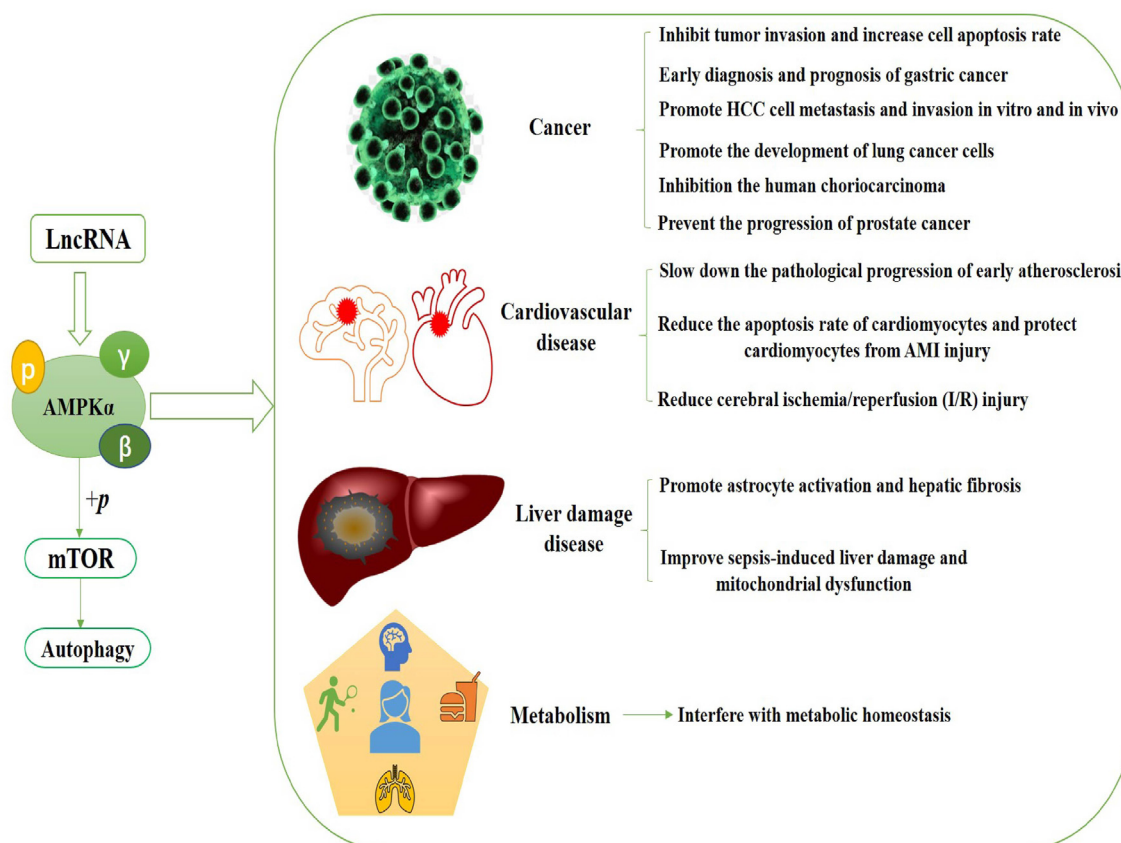 LncRNA
p
γ
AMPKα
β
+p
mTOR
Autophagy
Cancer
Inhibit tumor invasion and increase cell apoptosis rate
Early diagnosis and prognosis of gastric cancer
Promote HCC cell metastasis and invasion in vitro and in vivo
Promote the development of lung cancer cells
Inhibition the human choriocarcinoma
Prevent the progression of prostate cancer
Cardiovascular
disease
Slow down the pathological progression of early atherosclerosi
Reduce the apoptosis rate of cardiomyocytes and protect
cardiomyocytes from AMI injury
Reduce cerebral ischemia/reperfusion (I/R) injury
Liver damage
disease
Promote astrocyte activation and hepatic fibrosis
Improve sepsis-induced liver damage and
mitochondrial dysfunction
Metabolism
Interfere with metabolic homeostasis